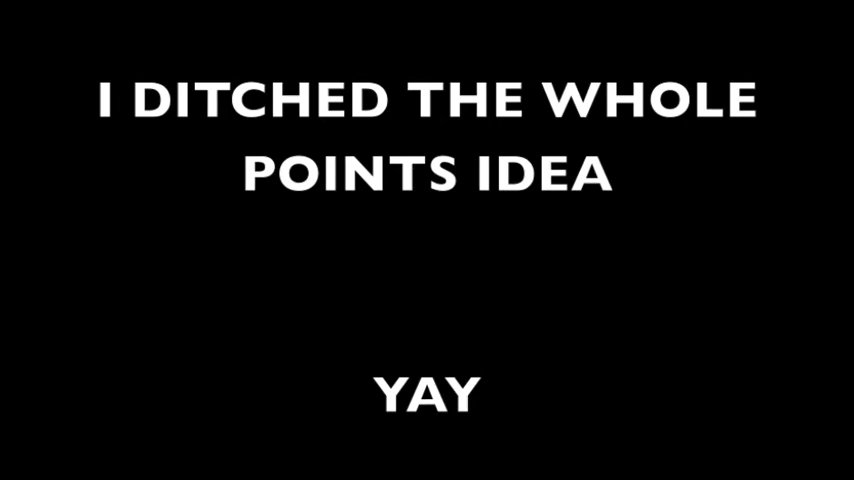 I DITCHED THE WHOLE
POINTS IDEA
YAY